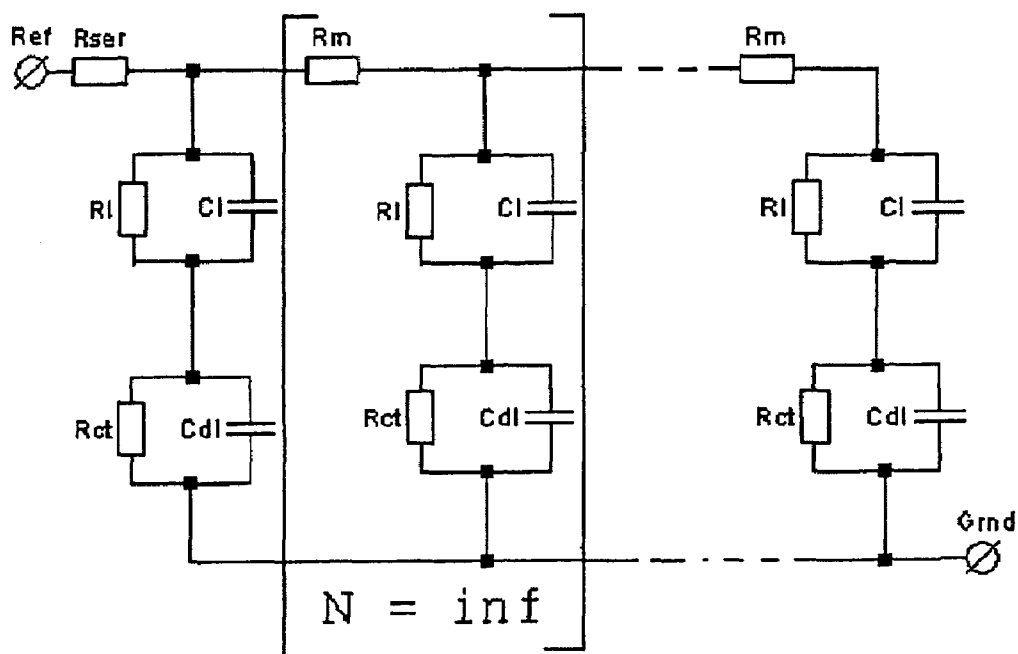 Ref Rser Rm Rm
Rl Cl Rl Cl Rl Cl
Rct Cdl Rct Cdl Rct Cdl
Grnd
N = inf